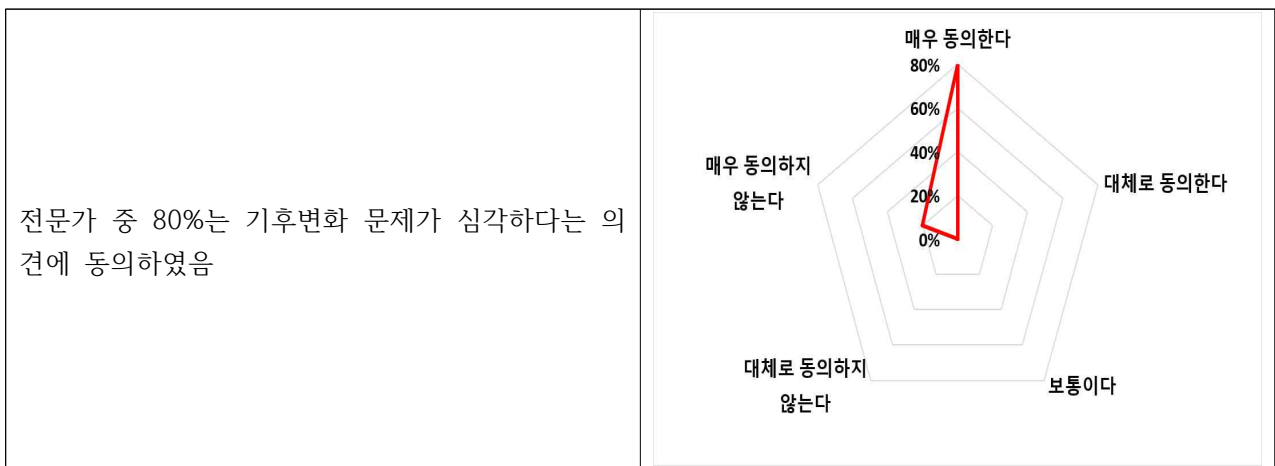 전문가 중 80%는 기후변화 문제가 심각하다는 의
견에 동의하였음
매우 동의한다
80%
60%
40%
20%
0%
매우 동의하지
않는다
대체로 동의한다
대체로 동의하지
않는다
보통이다